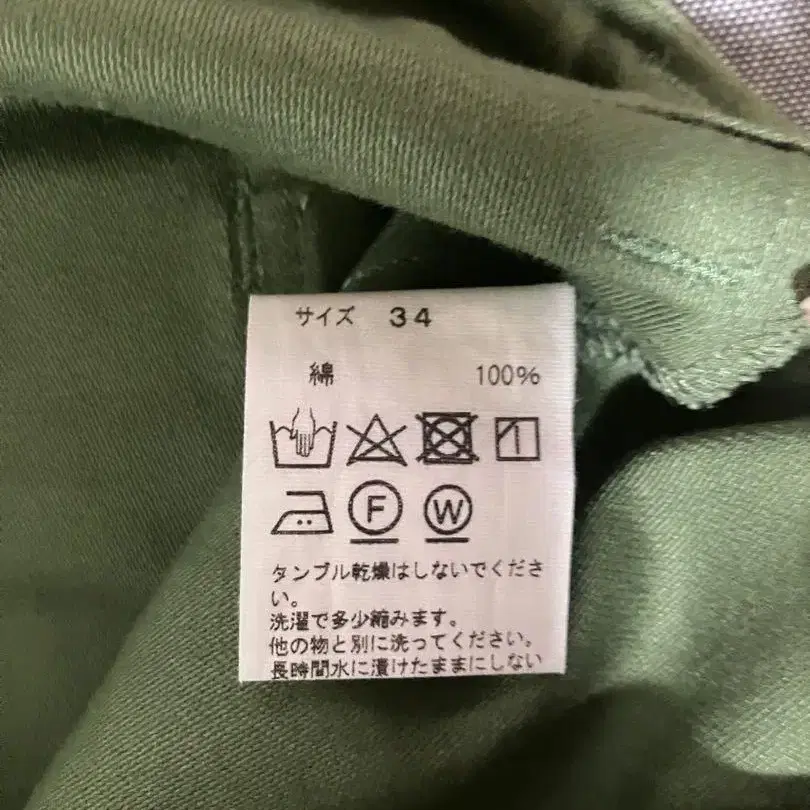 サイズ 34
綿 100%
F W
タンブル乾燥はしないでくださ
い。
洗濯で多少縮みます。
他の物と別に洗ってください。
長時間水に漬けたままにしない